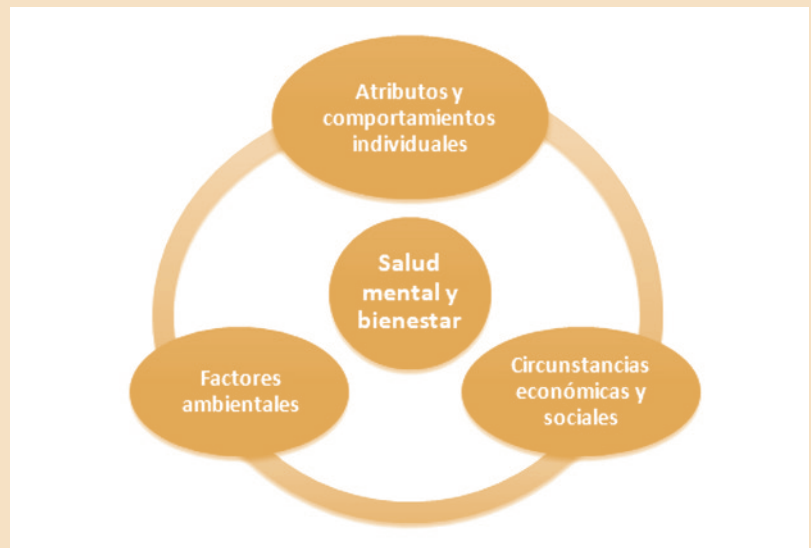 Atributos y
comportamientos
individuales
Salud
mental y
bienestar
Factores
ambientales
Circunstancias
económicas y
sociales